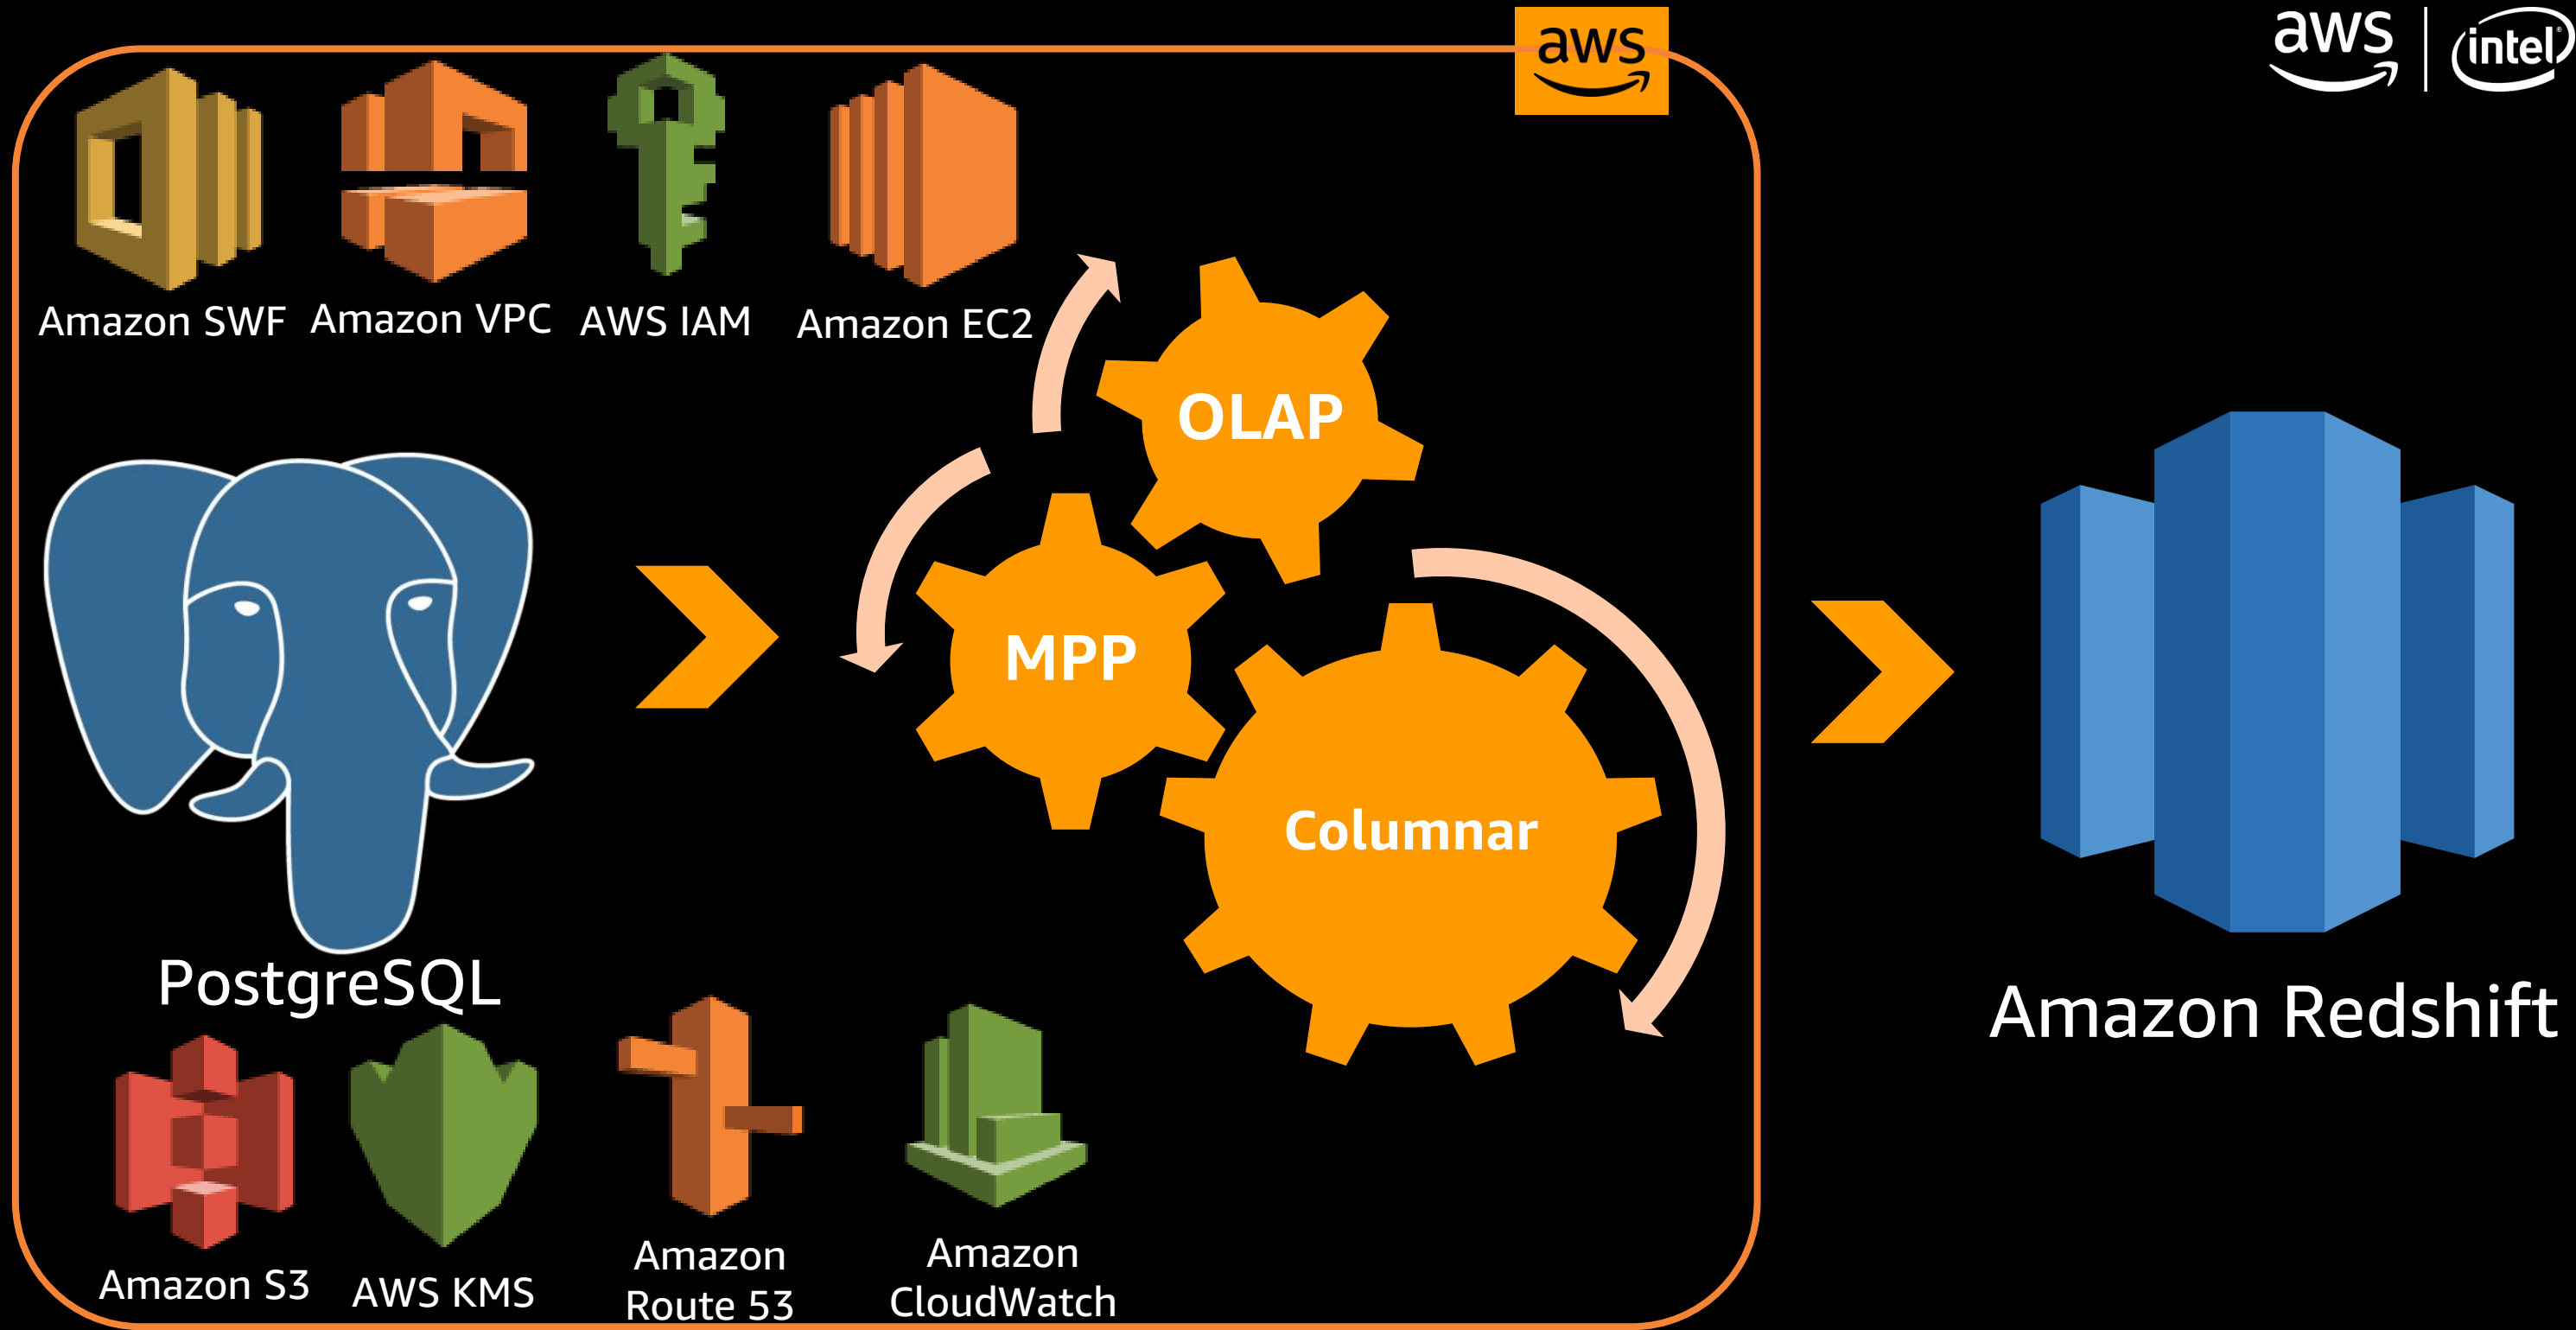 aws
aws
intel
Amazon SWF
Amazon VPC
AWS IAM
Amazon EC2
OLAP
MPP
Columnar
PostgreSQL
Amazon Redshift
Amazon S3
AWS KMS
Amazon
Route 53
Amazon
CloudWatch